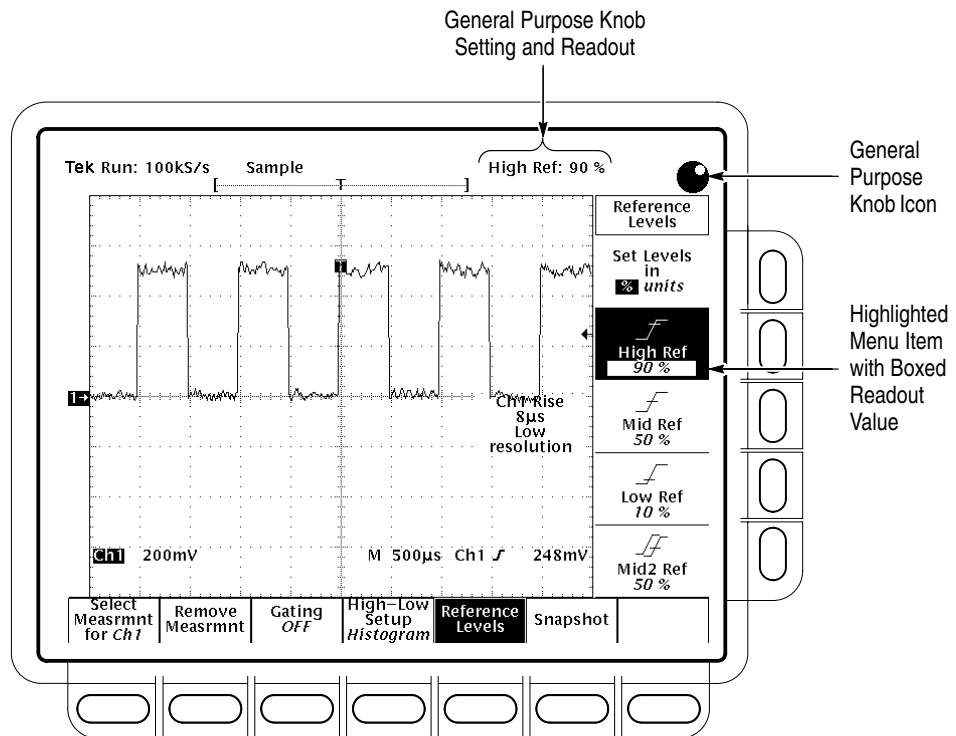 General Purpose Knob
Setting and Readout
Tek Run: 100kS/s Sample High Ref: 90 %
[ T ]
General
Purpose
Knob Icon
Reference
Levels
Set Levels
in
% units
T
High Ref
90 %
Highlighted
Menu Item
with Boxed
Readout
Value
1→
Ch1 Rise
8µs
Low
resolution
Mid Ref
50 %
Low Ref
10 %
Ch1 200mV M 500µs Ch1 248mV
Mid2 Ref
50 %
Select
Measrmnt
for Ch1
Remove
Measrmnt
Gating
OFF
High–Low
Setup
Histogram
Reference
Levels
Snapshot